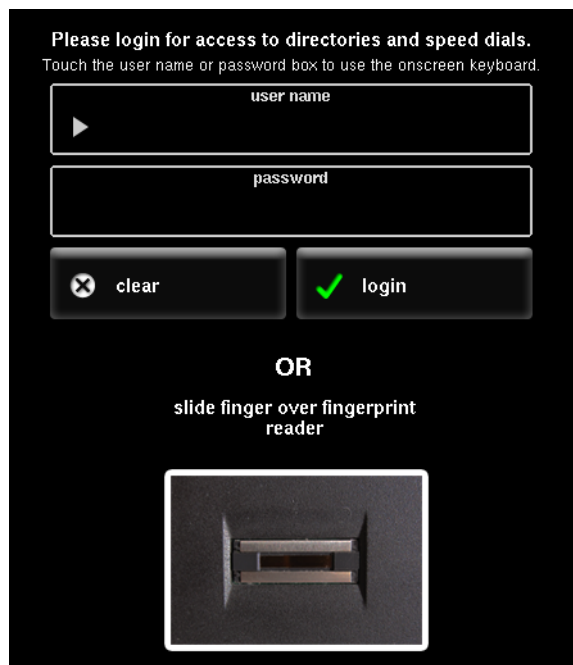 Please login for access to directories and speed dials.
Touch the user name or password box to use the onscreen keyboard.
user name
password
clear
login
OR
slide finger over fingerprint
reader